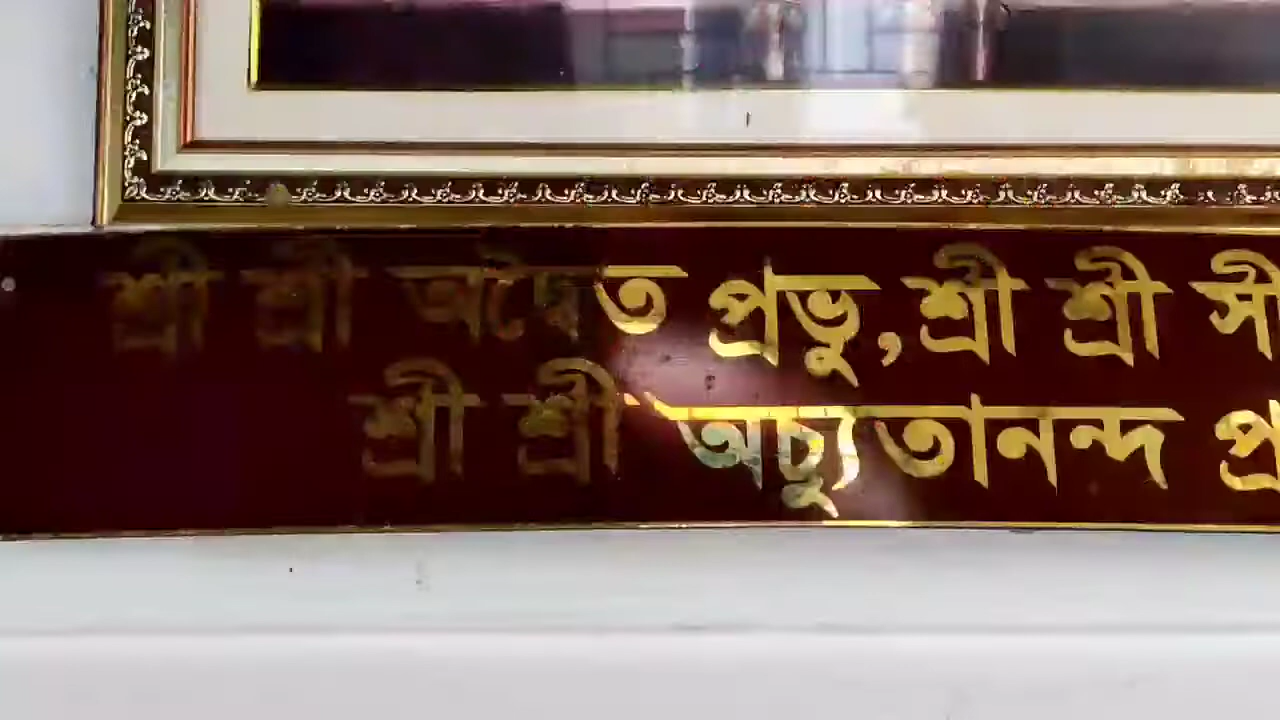 শ্রী শ্রী অদ্বৈত প্রভু, শ্রী শ্রী
শ্রী শ্রী অচ্যুতানন্দ